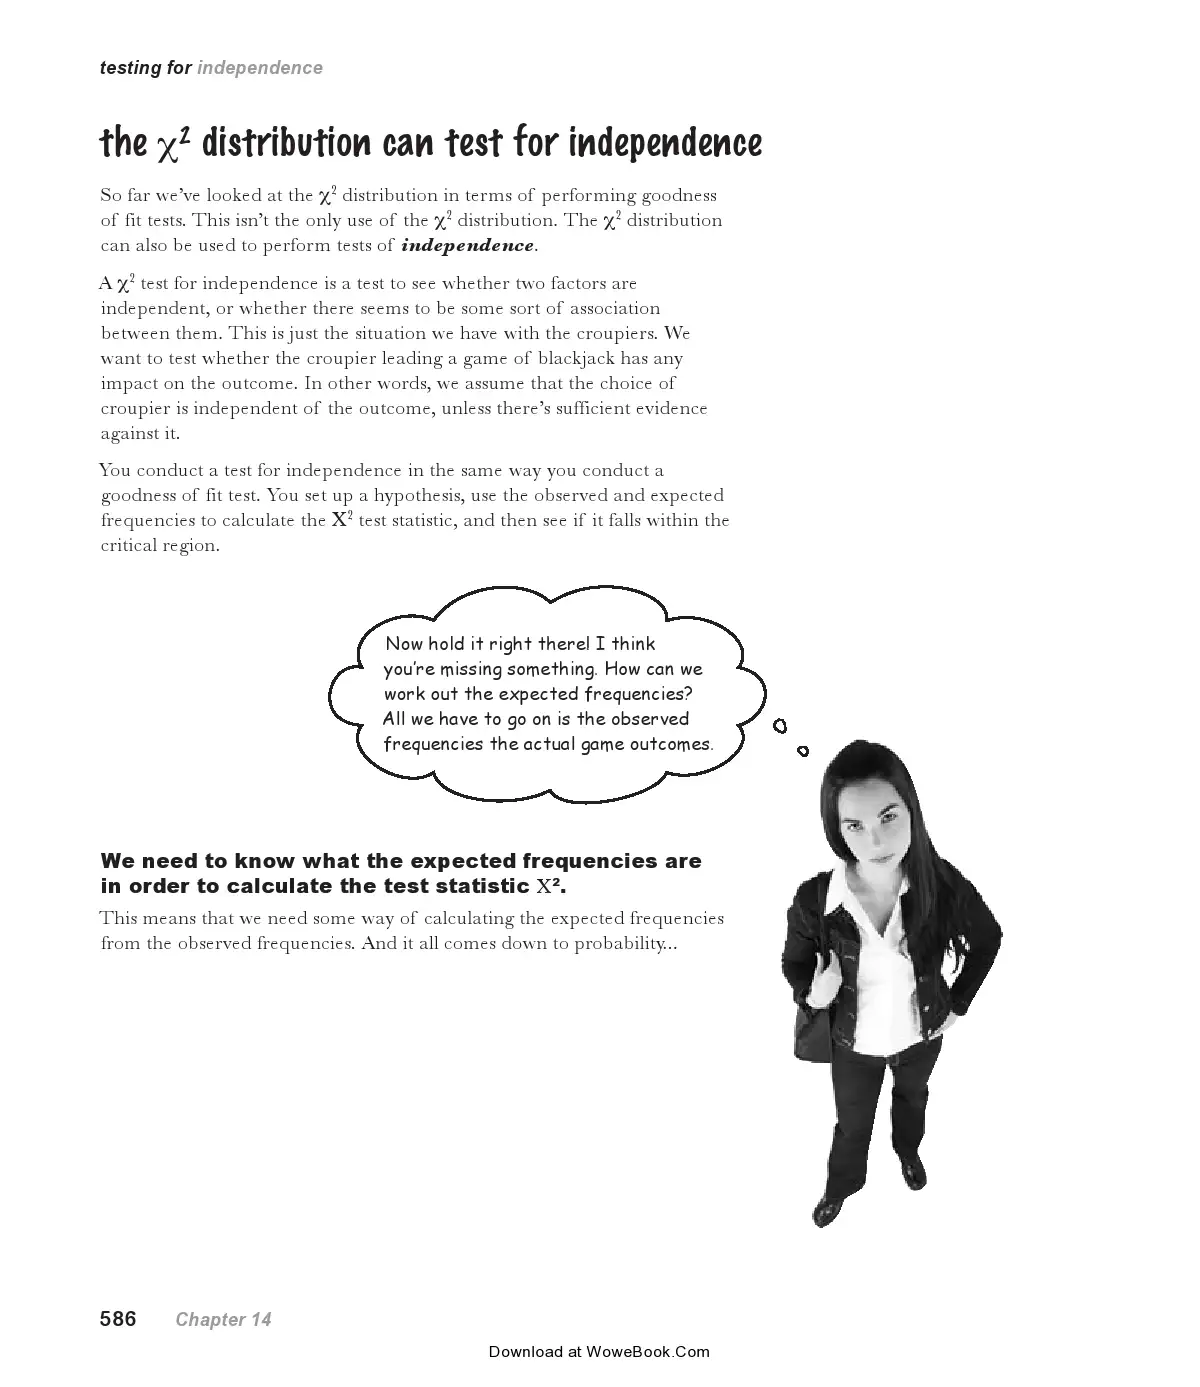 testing for independence
the χ² distribution can test for independence
So far we've looked at the χ² distribution in terms of performing goodness
of fit tests. This isn't the only use of the χ² distribution. The χ² distribution
can also be used to perform tests of independence.
A χ² test for independence is a test to see whether two factors are
independent, or whether there seems to be some sort of association
between them. This is just the situation we have with the croupiers. We
want to test whether the croupier leading a game of blackjack has any
impact on the outcome. In other words, we assume that the choice of
croupier is independent of the outcome, unless there's sufficient evidence
against it.
You conduct a test for independence in the same way you conduct a
goodness of fit test. You set up a hypothesis, use the observed and expected
frequencies to calculate the X² test statistic, and then see if it falls within the
critical region.
Now hold it right there! I think
you're missing something. How can we
work out the expected frequencies?
All we have to go on is the observed
frequencies the actual game outcomes.
We need to know what the expected frequencies are
in order to calculate the test statistic X².
This means that we need some way of calculating the expected frequencies
from the observed frequencies. And it all comes down to probability...
586 Chapter 14
Download at WoweBook.Com